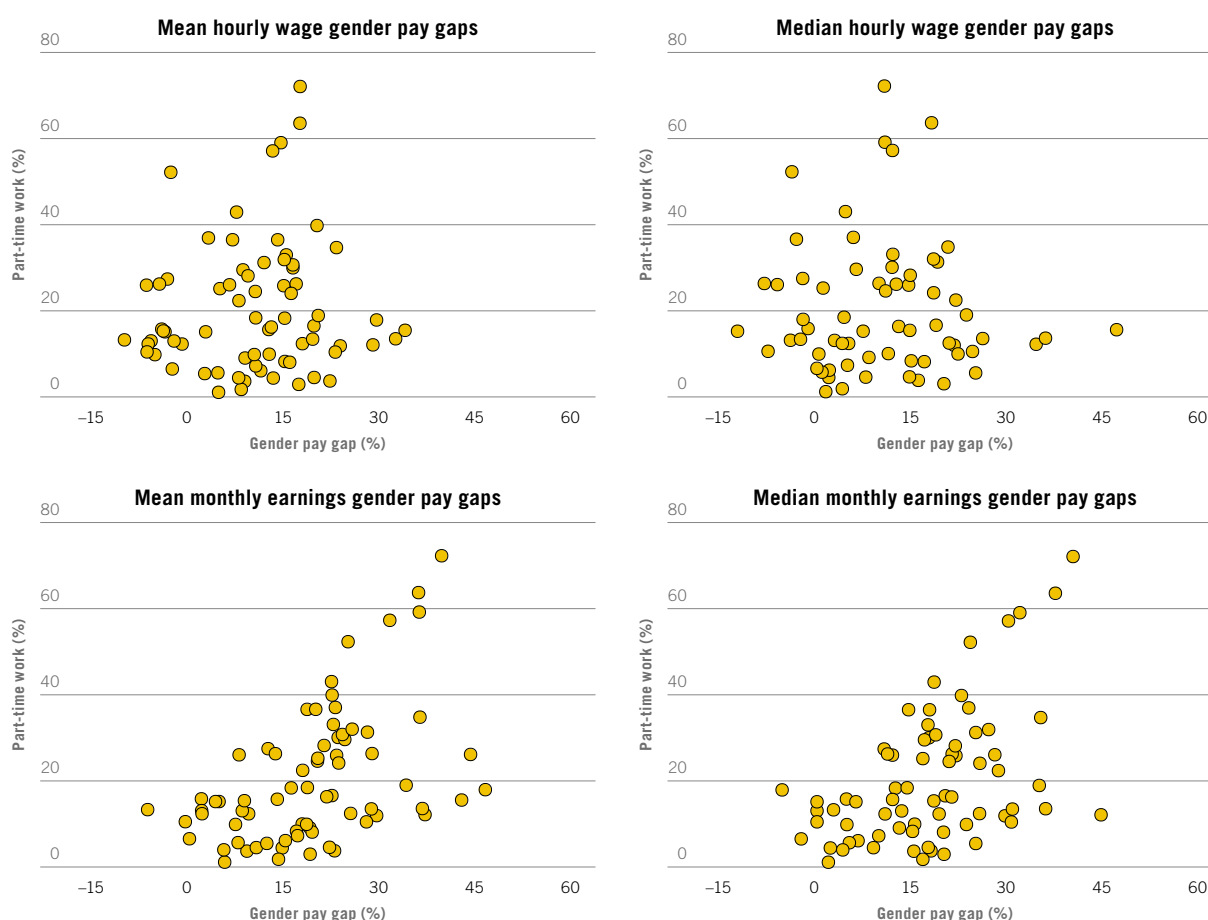 Mean hourly wage gender pay gaps
80
60
40
20
0
Part-time work (%)
−15 0 15 30 45 60
Gender pay gap (%)
Median hourly wage gender pay gaps
80
60
40
20
0
Part-time work (%)
−15 0 15 30 45 60
Gender pay gap (%)
Mean monthly earnings gender pay gaps
80
60
40
20
0
Part-time work (%)
−15 0 15 30 45 60
Gender pay gap (%)
Median monthly earnings gender pay gaps
80
60
40
20
0
Part-time work (%)
−15 0 15 30 45 60
Gender pay gap (%)